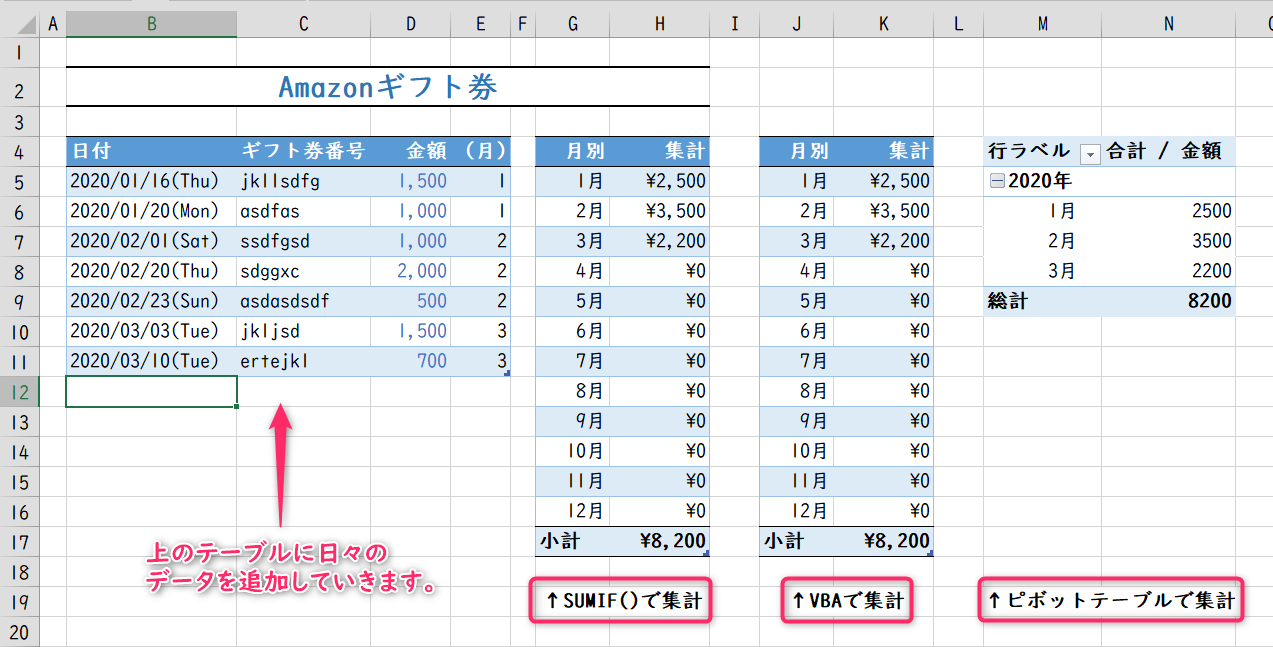 A B C D E F G H I J K L M N
1
2 Amazonギフト券
3
4 日付 ギフト券番号 金額 (月) 月別 集計 月別 集計 行ラベル 合計 / 金額
5 2020/01/16(Thu) jkllsdfg 1,500 1 1月 ¥2,500 1月 ¥2,500 2020年
6 2020/01/20(Mon) asdfas 1,000 1 2月 ¥3,500 2月 ¥3,500 1月 2500
7 2020/02/01(Sat) ssdfgsd 1,000 2 3月 ¥2,200 3月 ¥2,200 2月 3500
8 2020/02/20(Thu) sdggxc 2,000 2 4月 ¥0 4月 ¥0 3月 2200
9 2020/02/23(Sun) asdasdsdf 500 2 5月 ¥0 5月 ¥0 総計 8200
10 2020/03/03(Tue) jkljsd 1,500 3 6月 ¥0 6月 ¥0
11 2020/03/10(Tue) ertejkl 700 3 7月 ¥0 7月 ¥0
12 8月 ¥0 8月 ¥0
13 9月 ¥0 9月 ¥0
14 10月 ¥0 10月 ¥0
15 11月 ¥0 11月 ¥0
16 12月 ¥0 12月 ¥0
17 小計 ¥8,200 小計 ¥8,200
上のテーブルに日々の
データを追加していきます。
18
19 ↑SUMIF()で集計 ↑VBAで集計 ↑ピボットテーブルで集計
20